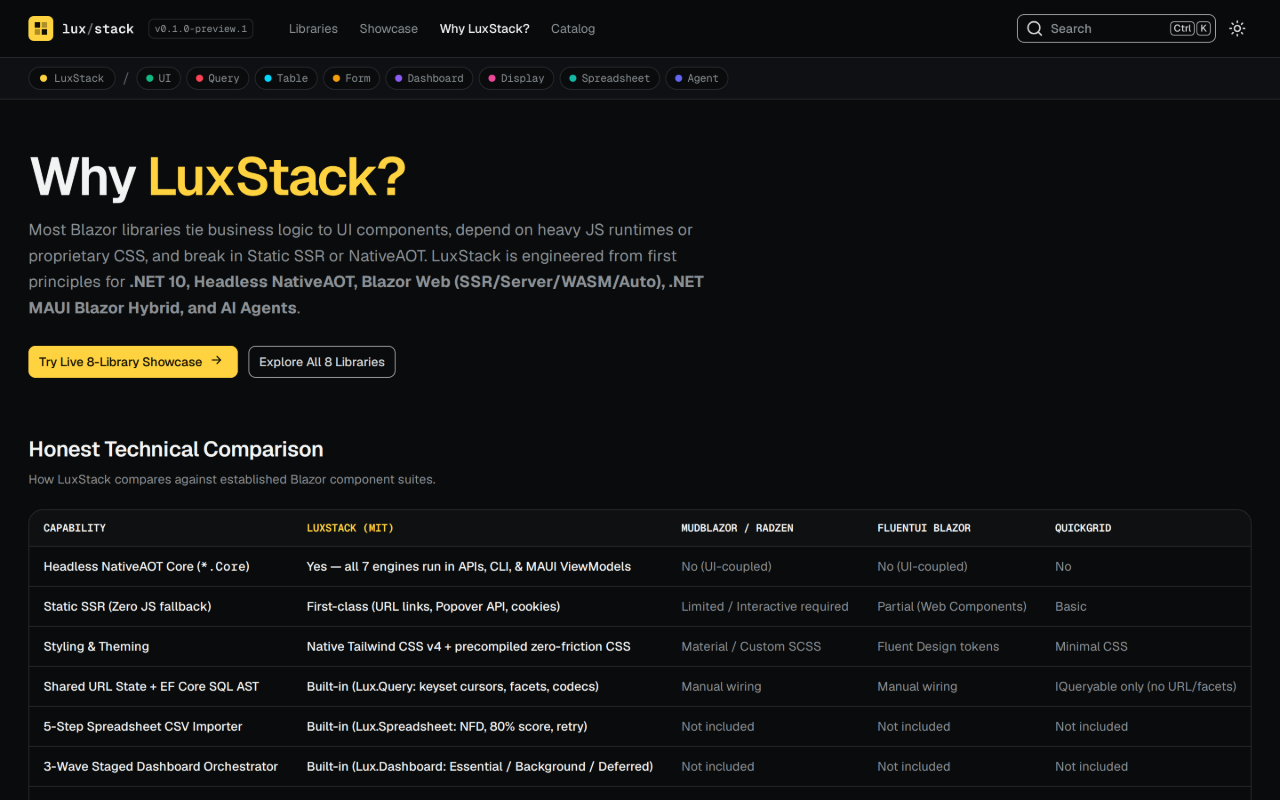 lux/stack v0.1.0-preview.1 Libraries Showcase Why LuxStack? Catalog Search Ctrl K
LuxStack / UI Query Table Form Dashboard Display Spreadsheet Agent
Why LuxStack?
Most Blazor libraries tie business logic to UI components, depend on heavy JS runtimes or
proprietary CSS, and break in Static SSR or NativeAOT. LuxStack is engineered from first
principles for .NET 10, Headless NativeAOT, Blazor Web (SSR/Server/WASM/Auto), .NET
MAUI Blazor Hybrid, and AI Agents.
Try Live 8-Library Showcase → Explore All 8 Libraries
Honest Technical Comparison
How LuxStack compares against established Blazor component suites.
CAPABILITY LUXSTACK (MIT) MUDBLAZOR / RADZEN FLUENTUI BLAZOR QUICKGRID
Headless NativeAOT Core (*.Core) Yes — all 7 engines run in APIs, CLI, & MAUI ViewModels No (UI-coupled) No (UI-coupled) No
Static SSR (Zero JS fallback) First-class (URL links, Popover API, cookies) Limited / Interactive required Partial (Web Components) Basic
Styling & Theming Native Tailwind CSS v4 + precompiled zero-friction CSS Material / Custom SCSS Fluent Design tokens Minimal CSS
Shared URL State + EF Core SQL AST Built-in (Lux.Query: keyset cursors, facets, codecs) Manual wiring Manual wiring IQueryable only (no URL/facets)
5-Step Spreadsheet CSV Importer Built-in (Lux.Spreadsheet: NFD, 80% score, retry) Not included Not included Not included
3-Wave Staged Dashboard Orchestrator Built-in (Lux.Dashboard: Essential / Background / Deferred) Not included Not included Not included